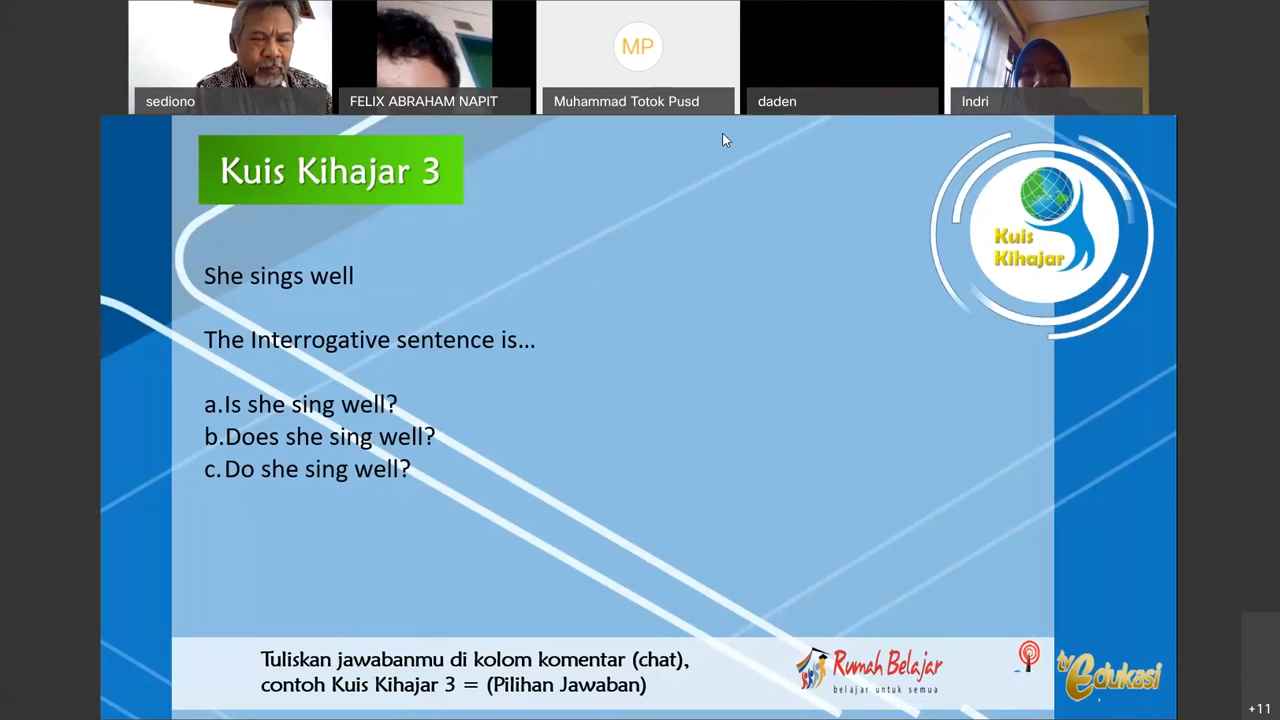 sediono
FELIX ABRAHAM NAPIT
MP
Muhammad Totok Pusd
daden
Indri
Kuis Kihajar 3
Kuis
Kihajar
She sings well
The Interrogative sentence is...
a.Is she sing well?
b.Does she sing well?
c.Do she sing well?
Tuliskan jawabanmu di kolom komentar (chat),
contoh Kuis Kihajar 3 = (Pilihan Jawaban)
Rumah Belajar
belajar untuk semua
tv Edukasi
+11